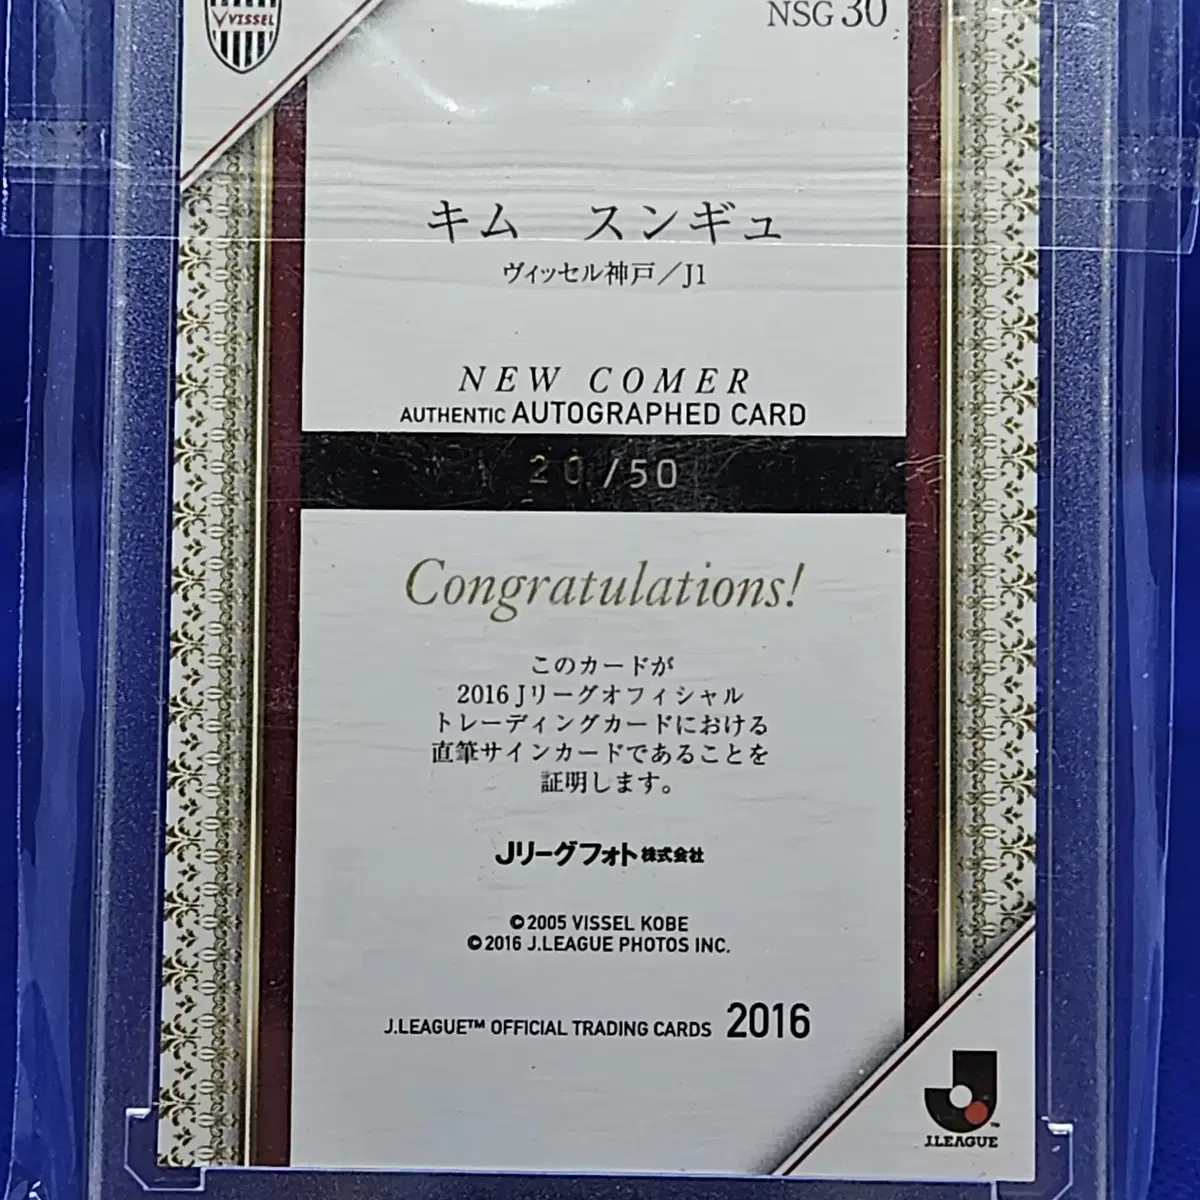 VISSEL
NSG 30
キム スンギュ
ヴィッセル神戸／J1
NEW COMER
AUTHENTIC AUTOGRAPHED CARD
20/50
Congratulations!
このカードが
2016 Jリーグオフィシャル
トレーディングカードにおける
直筆サインカードであることを
証明します。
Jリーグフォト株式会社
©2005 VISSEL KOBE
©2016 J.LEAGUE PHOTOS INC.
J.LEAGUE™ OFFICIAL TRADING CARDS 2016
J.LEAGUE